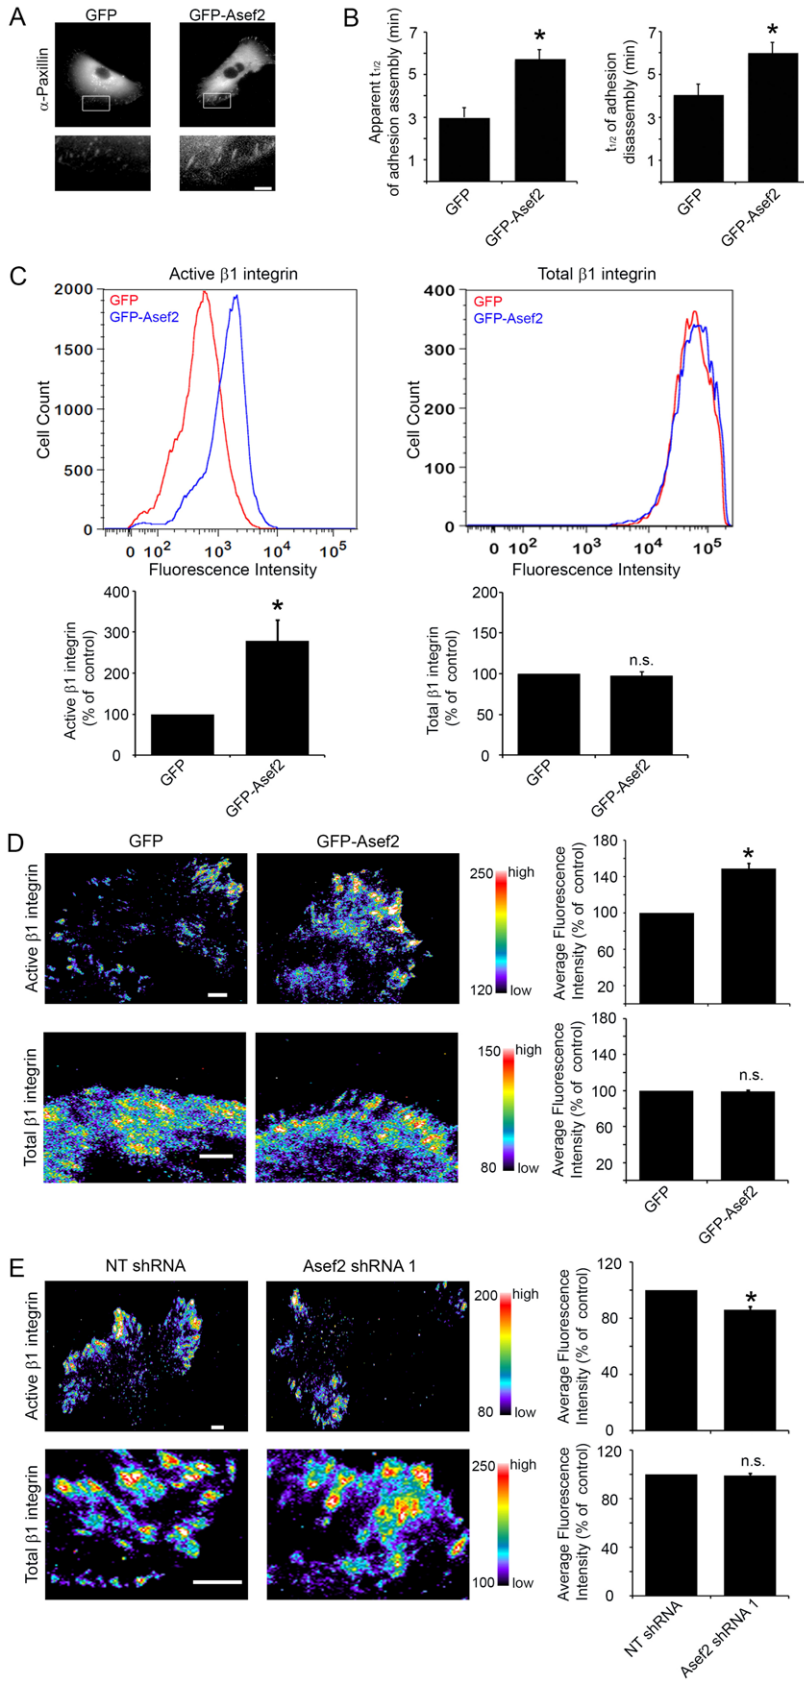 A
GFP
GFP-Asef2
α-Paxillin
B
Apparent t1/2
of adhesion assembly (min)
7
5
3
1
*
GFP
GFP-Asef2
t1/2 of adhesion
disassembly (min)
7
5
3
1
*
GFP
GFP-Asef2
C
Active β1 integrin
GFP
GFP-Asef2
Cell Count
2000
1500
1000
500
0
0 10² 10³ 10⁴ 10⁵
Fluorescence Intensity
Total β1 integrin
GFP
GFP-Asef2
Cell Count
400
300
200
100
0
0 10² 10³ 10⁴ 10⁵
Fluorescence Intensity
Active β1 integrin
(% of control)
400
300
200
100
0
*
GFP
GFP-Asef2
Total β1 integrin
(% of control)
200
150
100
50
0
n.s.
GFP
GFP-Asef2
D
GFP
GFP-Asef2
Active β1 integrin
250 high
120 low
Average Fluorescence
Intensity (% of control)
180
140
100
60
20
*
Total β1 integrin
150 high
80 low
Average Fluorescence
Intensity (% of control)
180
140
100
60
20
n.s.
GFP
GFP-Asef2
E
NT shRNA
Asef2 shRNA 1
Active β1 integrin
200 high
80 low
Average Fluorescence
Intensity (% of control)
120
80
40
0
*
Total β1 integrin
250 high
100 low
Average Fluorescence
Intensity (% of control)
120
80
40
0
n.s.
NT shRNA
Asef2 shRNA 1